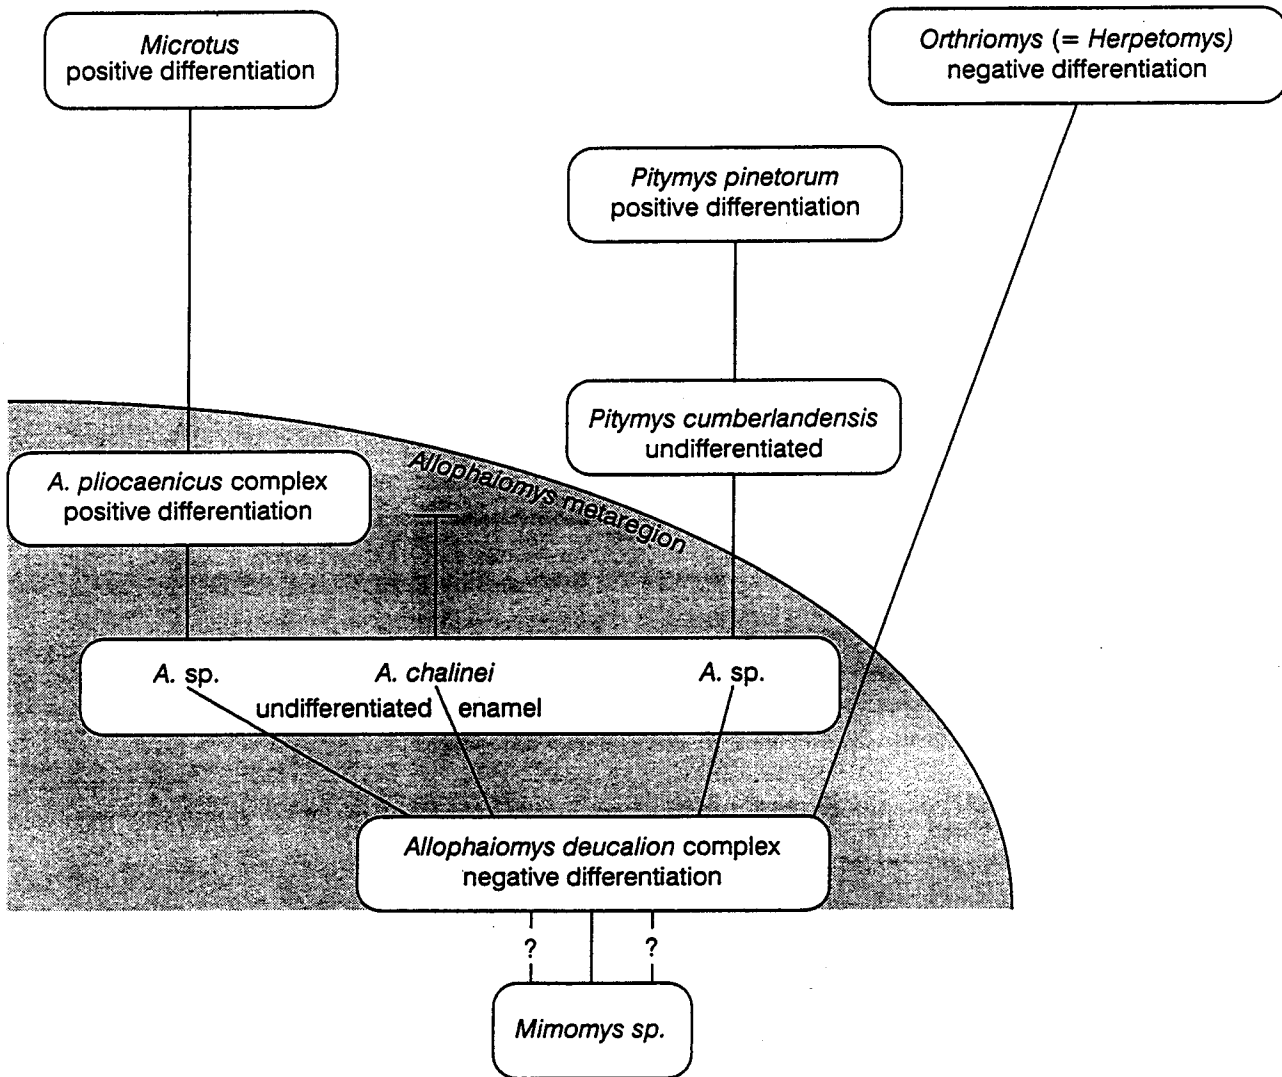 Microtus
positive differentiation
Orthriomys (= Herpetomys)
negative differentiation
Pitymys pinetorum
positive differentiation
Pitymys cumberlandensis
undifferentiated
Allophaiomys metaregion
A. pliocaenicus complex
positive differentiation
A. sp. A. chalinei A. sp.
undifferentiated enamel
Allophaiomys deucalion complex
negative differentiation
? ?
Mimomys sp.